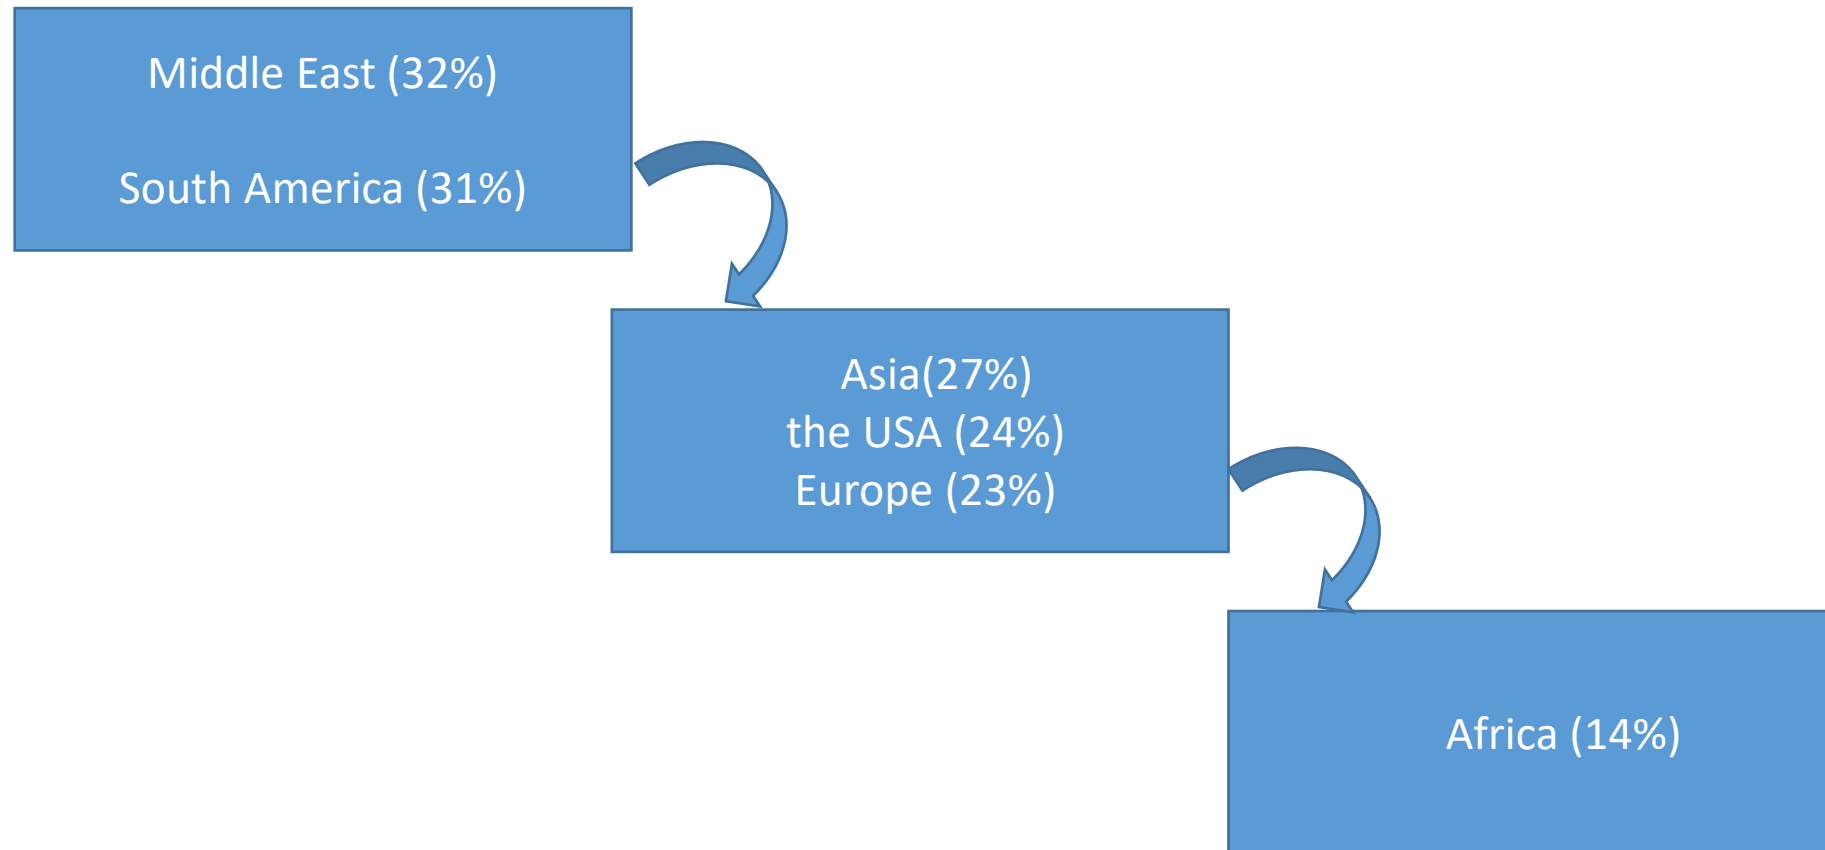 Middle East (32%)
South America (31%)
Asia(27%)
the USA (24%)
Europe (23%)
Africa (14%)